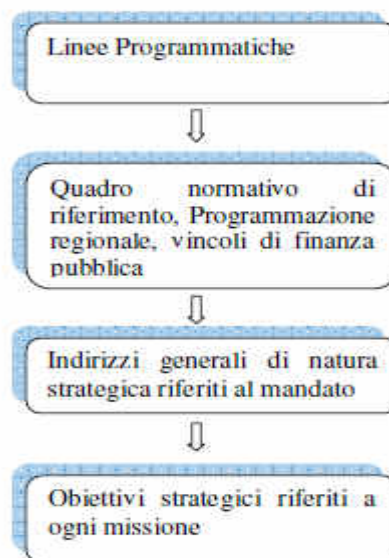 Linee Programmatiche
Quadro normativo di
riferimento, Programmazione
regionale, vincoli di finanza
pubblica
Indirizzi generali di natura
strategica riferiti al mandato
Obiettivi strategici riferiti a
ogni missione